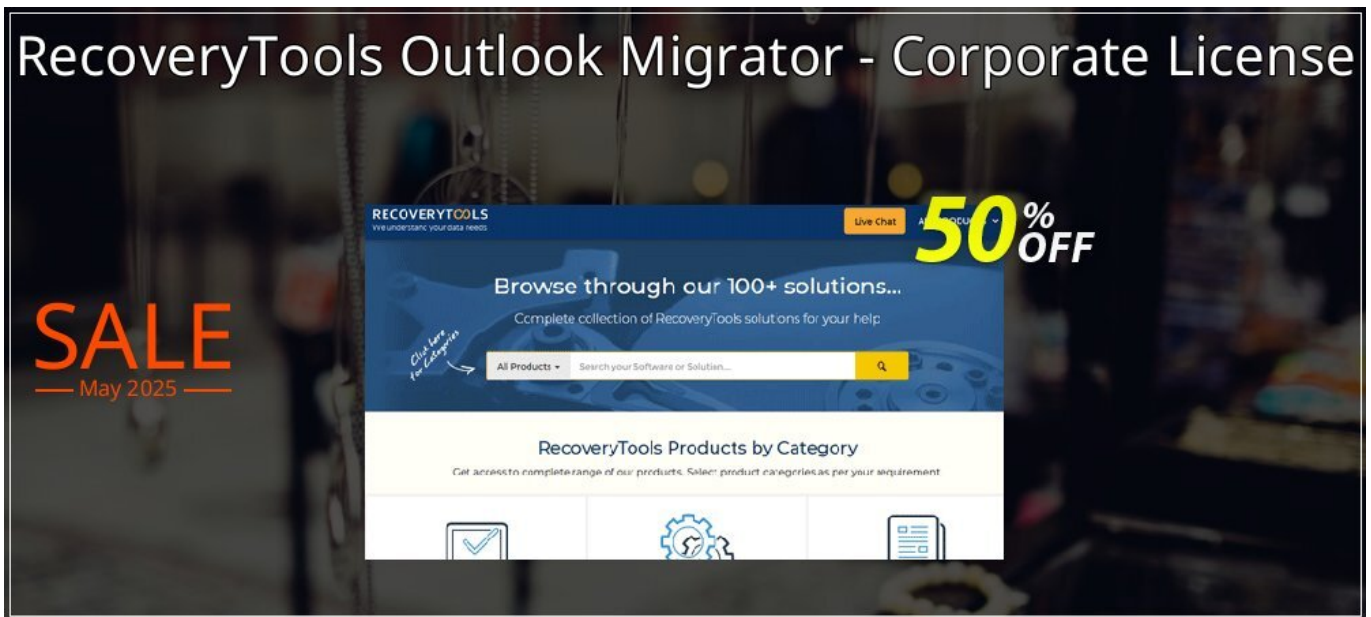 RecoveryTools Outlook Migrator - Corporate License
RECOVERYTOOLS
We understand your data needs
Live Chat
50% OFF
SALE
May 2025
Browse through our 100+ solutions...
Complete collection of RecoveryTools solutions for your help
Click here
for Categories
All Products
Search your Software or Solution...
RecoveryTools Products by Category
Get access to complete range of our products. Select product categories as per your requirement